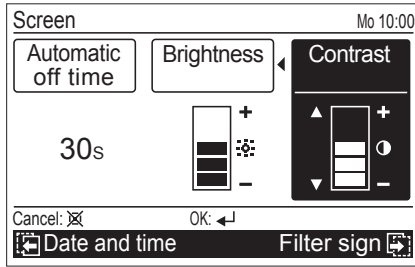 Screen Mo 10:00
Automatic off time Brightness Contrast
30s + - + -
Cancel: OK:
Date and time Filter sign